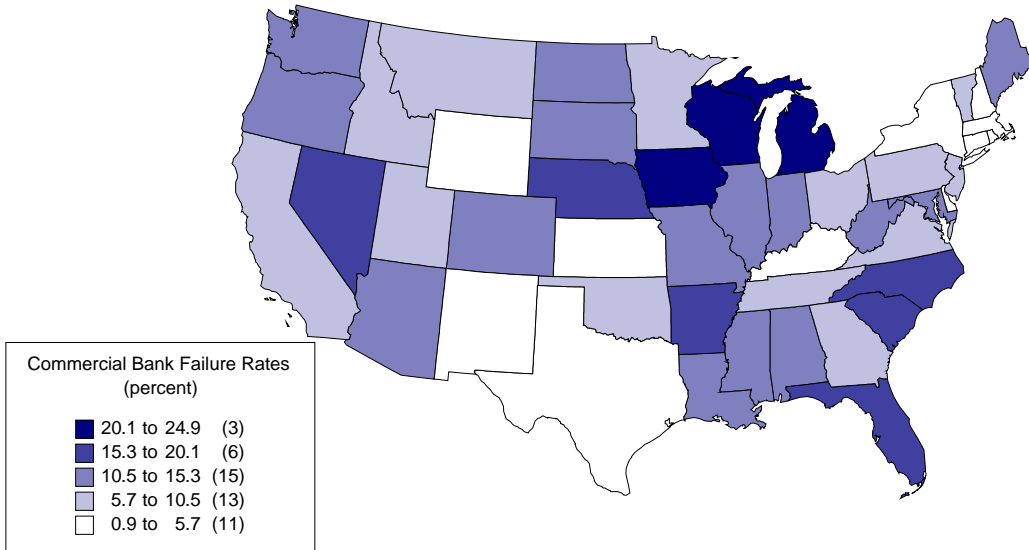 Commercial Bank Failure Rates
(percent)
20.1 to 24.9 (3)
15.3 to 20.1 (6)
10.5 to 15.3 (15)
5.7 to 10.5 (13)
0.9 to 5.7 (11)